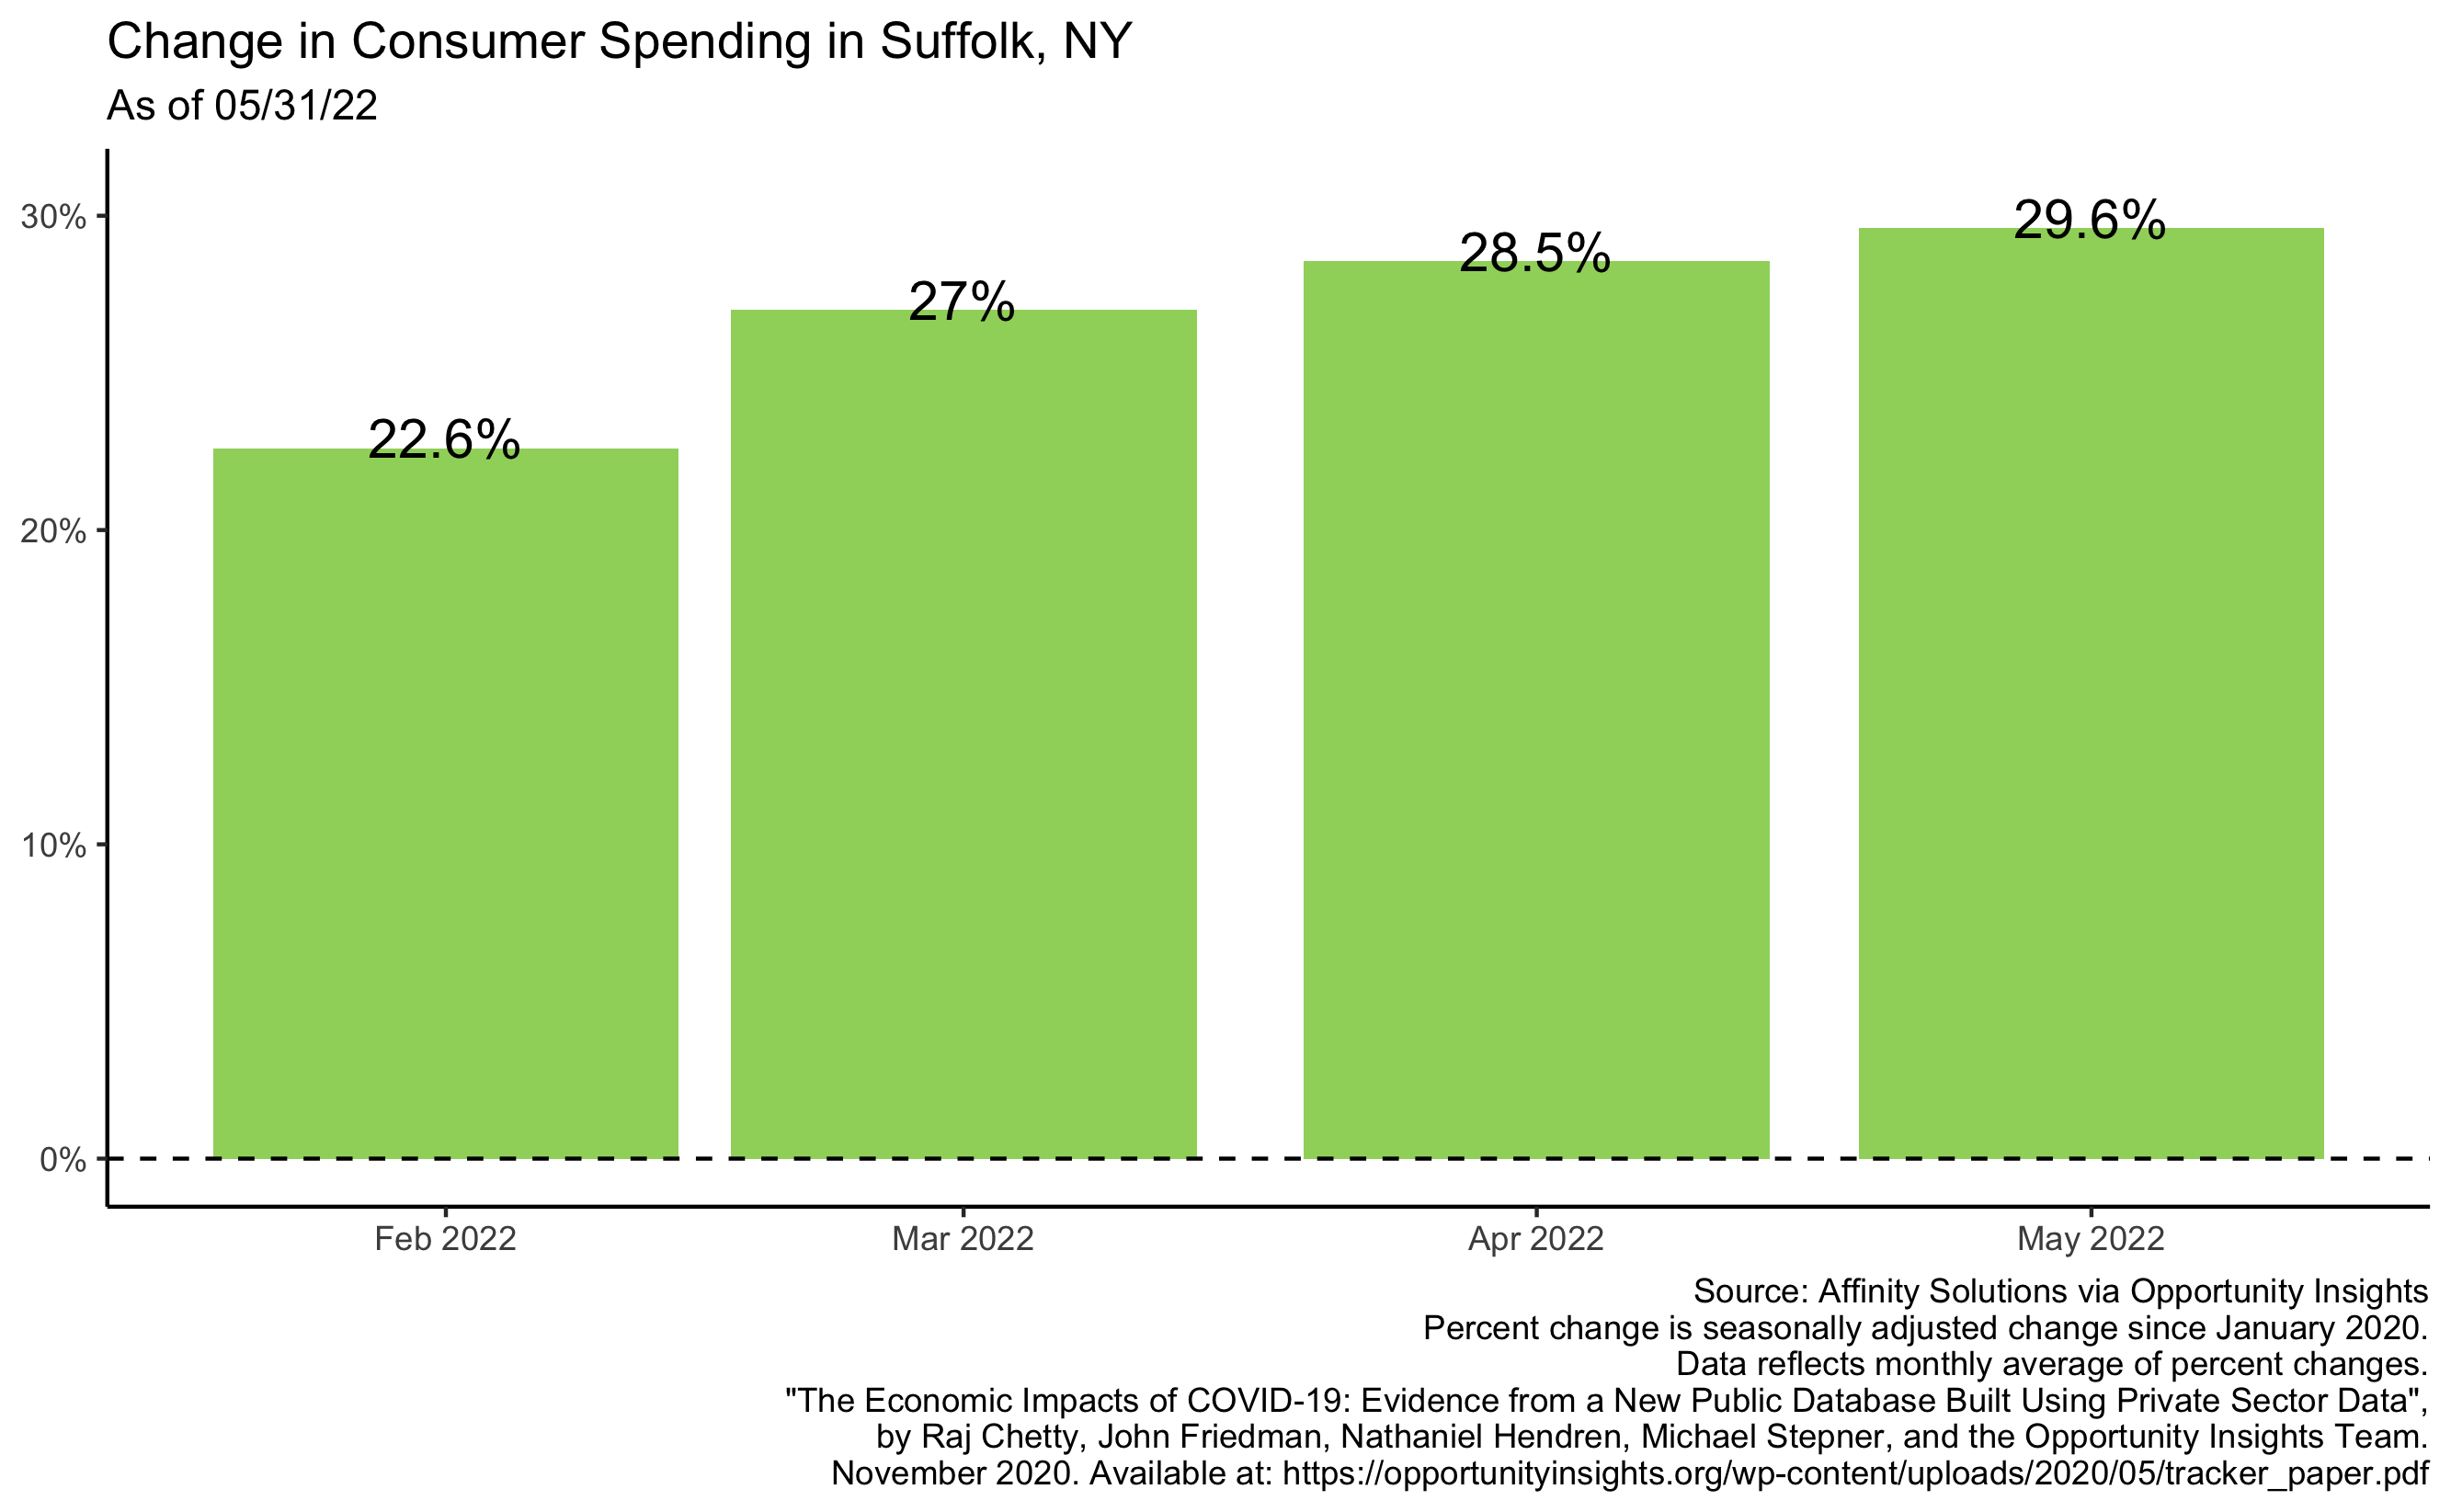 Change in Consumer Spending in Suffolk, NY
As of 05/31/22
30%
20%
10%
0%
22.6%
27%
28.5%
29.6%
Feb 2022
Mar 2022
Apr 2022
May 2022
Source: Affinity Solutions via Opportunity Insights
Percent change is seasonally adjusted change since January 2020.
Data reflects monthly average of percent changes.
"The Economic Impacts of COVID-19: Evidence from a New Public Database Built Using Private Sector Data",
by Raj Chetty, John Friedman, Nathaniel Hendren, Michael Stepner, and the Opportunity Insights Team.
November 2020. Available at: https://opportunityinsights.org/wp-content/uploads/2020/05/tracker_paper.pdf